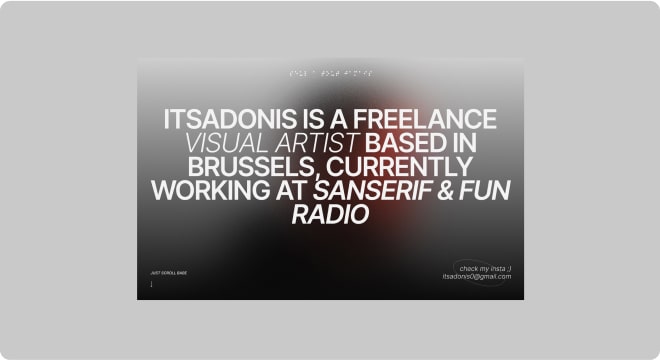 ITSADONIS IS A FREELANCE
VISUAL ARTIST BASED IN
BRUSSELS, CURRENTLY
WORKING AT SANSERIF & FUN
RADIO
JUST SCROLL BABE
↓
check my insta ;)
itsadonis0@gmail.com